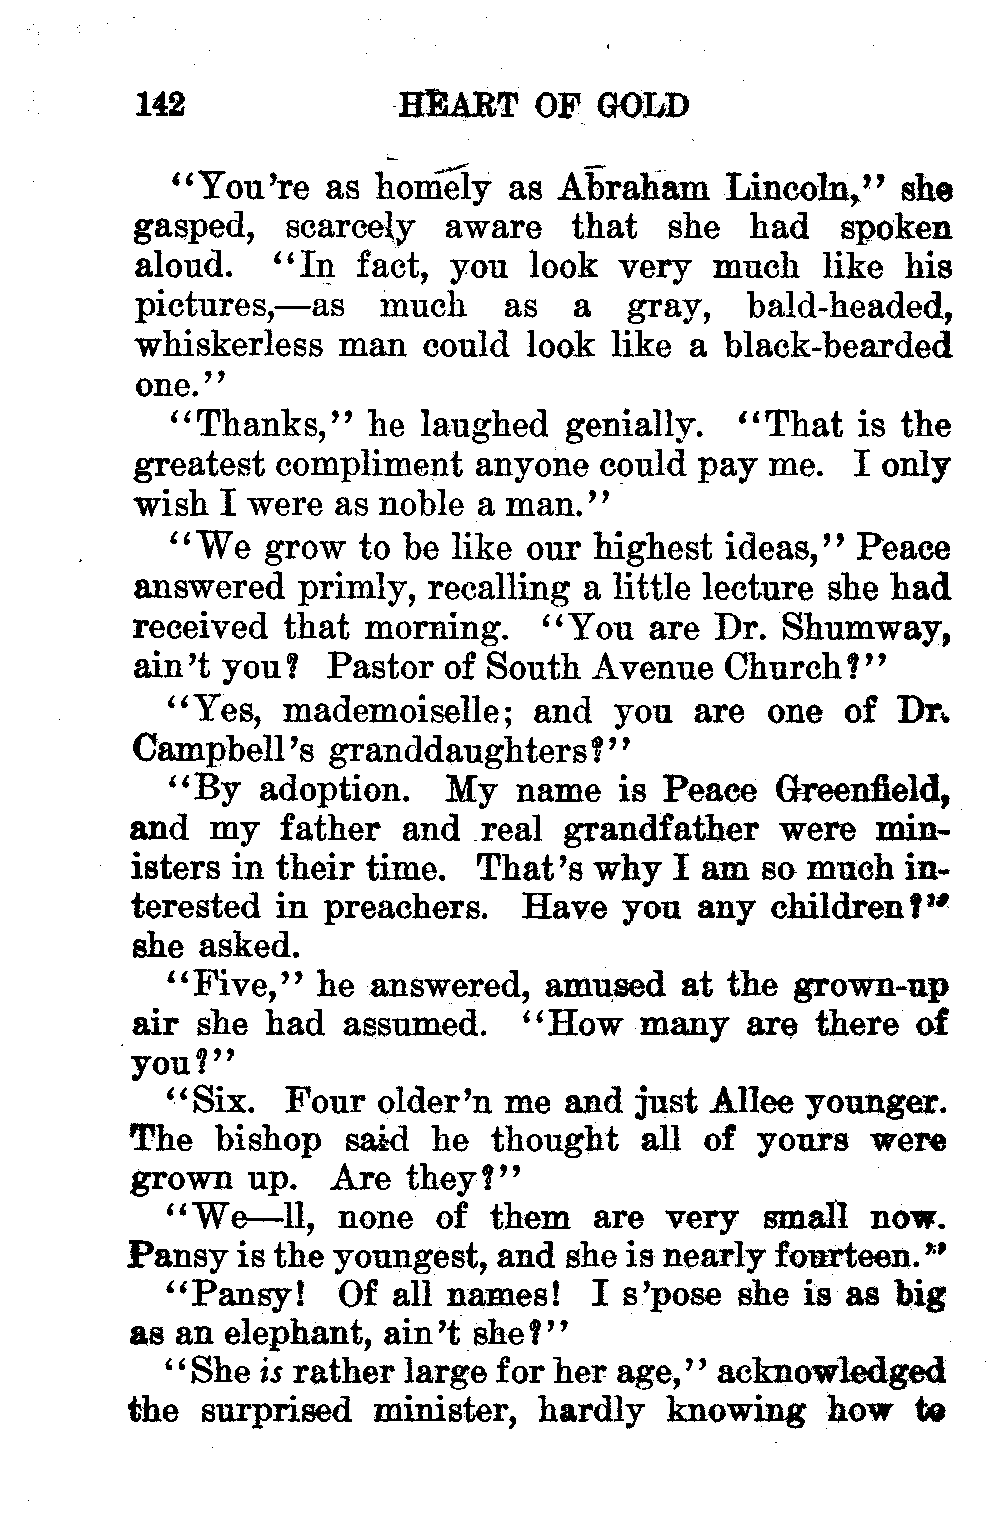 142 HEART OF GOLD
“You’re as homely as Abraham Lincoln,” she
gasped, scarcely aware that she had spoken
aloud. “In fact, you look very much like his
pictures,—as much as a gray, bald-headed,
whiskerless man could look like a black-bearded
one.”
“Thanks,” he laughed genially. “That is the
greatest compliment anyone could pay me. I only
wish I were as noble a man.”
“We grow to be like our highest ideas,” Peace
answered primly, recalling a little lecture she had
received that morning. “You are Dr. Shumway,
ain’t you? Pastor of South Avenue Church?”
“Yes, mademoiselle; and you are one of Dr.
Campbell’s granddaughters?”
“By adoption. My name is Peace Greenfield,
and my father and real grandfather were min-
isters in their time. That’s why I am so much in-
terested in preachers. Have you any children?”
she asked.
“Five,” he answered, amused at the grown-up
air she had assumed. “How many are there of
you?”
“Six. Four older’n me and just Allee younger.
The bishop said he thought all of yours were
grown up. Are they?”
“We—ll, none of them are very small now.
Pansy is the youngest, and she is nearly fourteen.”
“Pansy! Of all names! I s’pose she is as big
as an elephant, ain’t she?”
“She is rather large for her age,” acknowledged
the surprised minister, hardly knowing how to